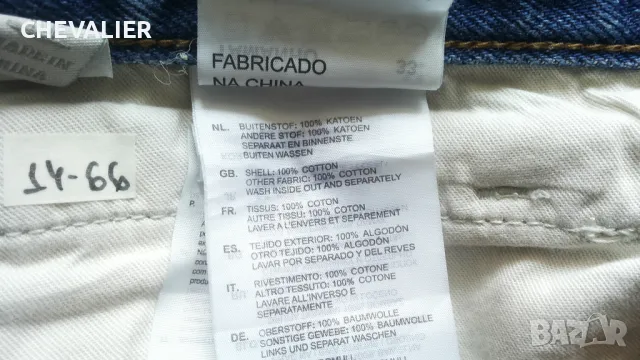 CHEVALIER
MADE IN
CHINA
FABRICADO
NA CHINA
33
14-66
NL. BUITENSTOF: 100% KATOEN
ANDERE STOF: 100% KATOEN
SEPARAAT EN BINNENSTE
BUITEN WASSEN
GB. SHELL: 100% COTTON
OTHER FABRIC: 100% COTTON
WASH INSIDE OUT AND SEPARATELY
FR. TISSUS: 100% COTON
AUTRE TISSU: 100% COTON
LAVER A L'ENVERS ET SEPAREMENT
ES. TEJIDO EXTERIOR: 100% ALGODÓN
OTRO TEJIDO: 100% ALGODÓN
LAVAR POR SEPARADO Y DEL REVES
IT. RIVESTIMENTO: 100% COTONE
ALTRO TESSUTO: 100% COTONE
LAVARE ALL'INVERSO E
SEPARATAMENTE
DE. OBERSTOFF: 100% BAUMWOLLE
SONSTIGE GEWEBE: 100% BAUMWOLLE
LINKS UND SEPARAT WASCHEN
bazar